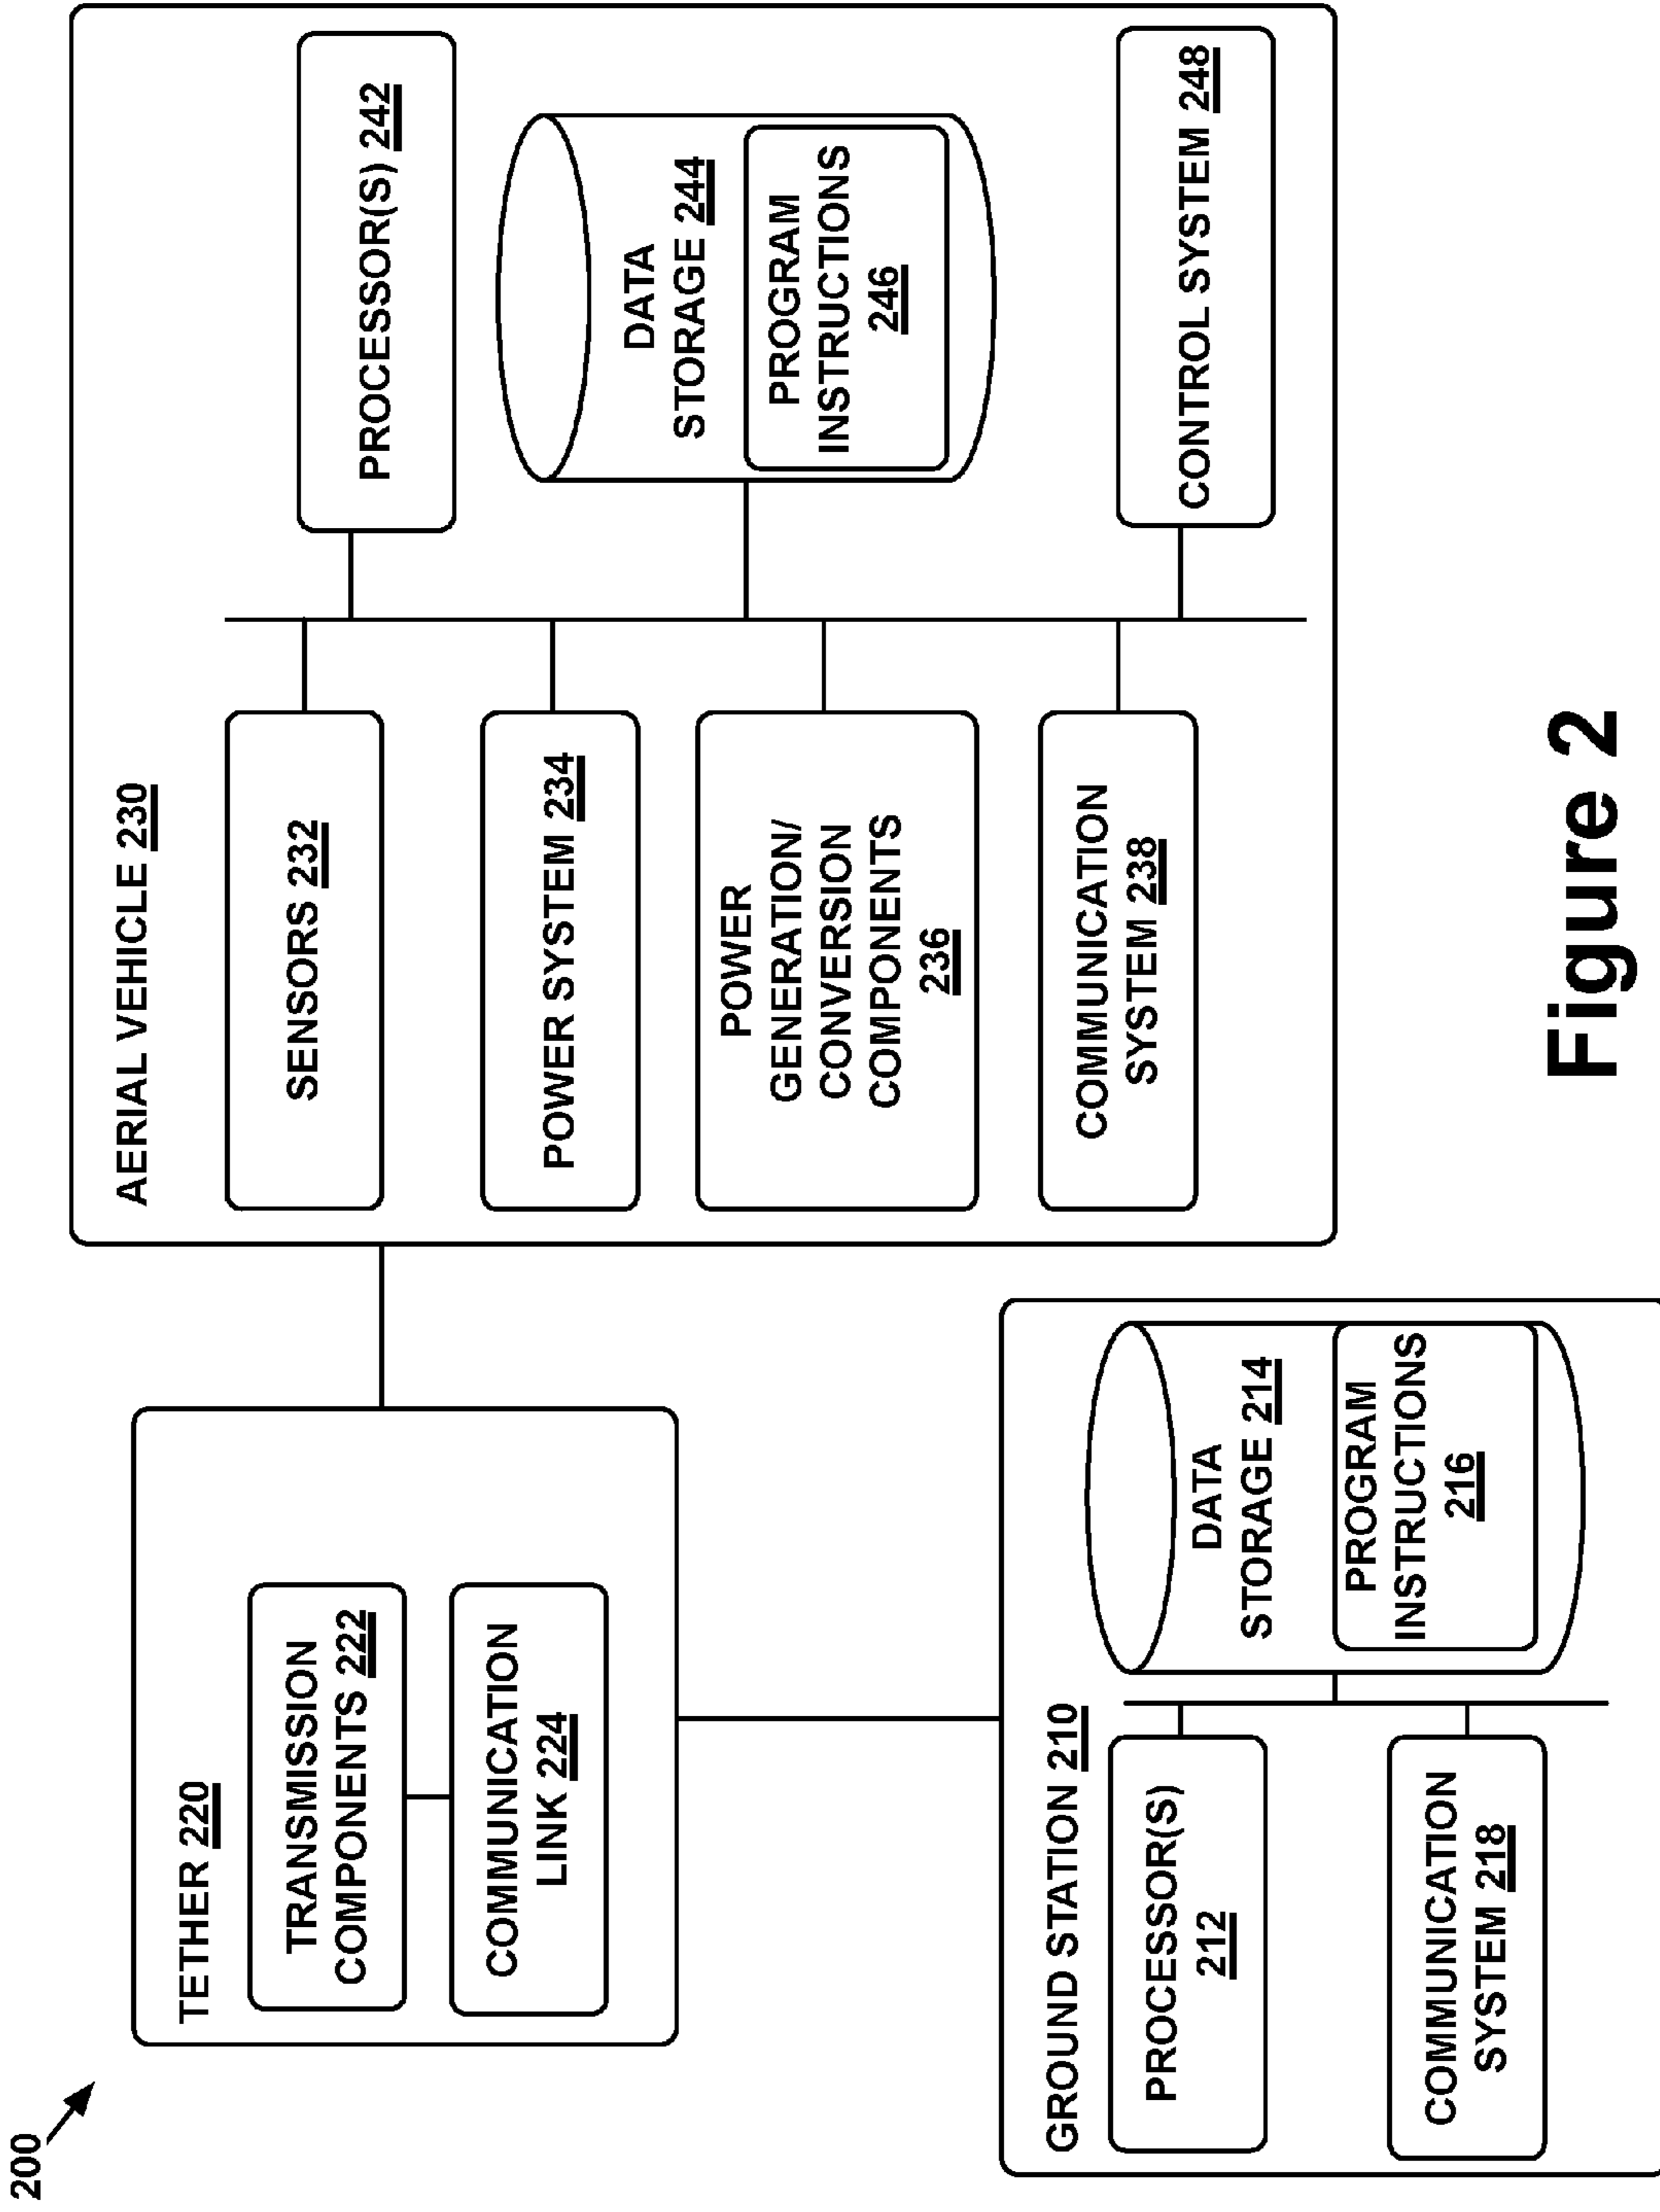 200
TETHER 220
TRANSMISSION
COMPONENTS 222
COMMUNICATION
LINK 224
GROUND STATION 210
PROCESSOR(S)
212
COMMUNICATION
SYSTEM 218
DATA
STORAGE 214
PROGRAM
INSTRUCTIONS
216
AERIAL VEHICLE 230
SENSORS 232
POWER SYSTEM 234
POWER
GENERATION/
CONVERSION
COMPONENTS
236
COMMUNICATION
SYSTEM 238
PROCESSOR(S) 242
DATA
STORAGE 244
PROGRAM
INSTRUCTIONS
246
CONTROL SYSTEM 248
Figure 2